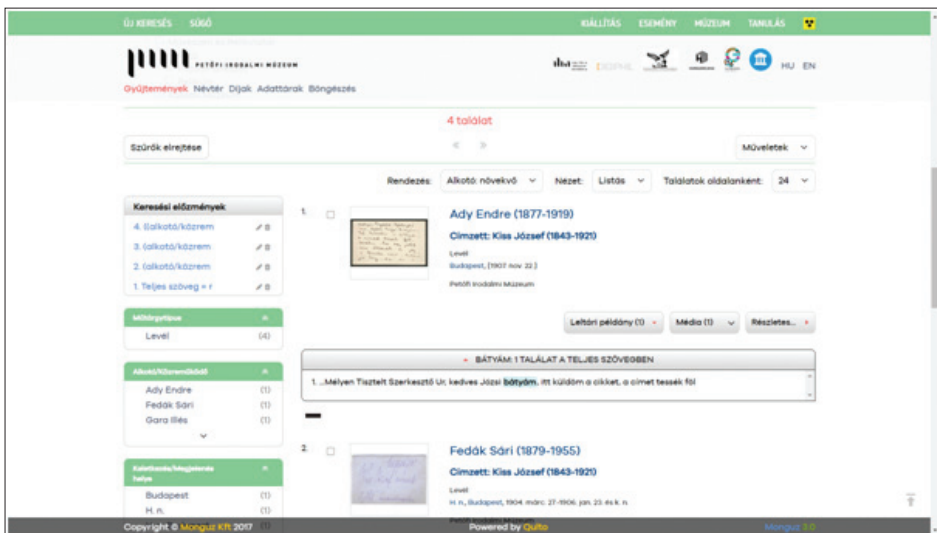 ÚJ KERESÉS SÚGÓ KIÁLLÍTÁS ESEMÉNY MÚZEUM TANULÁS
PETŐFI IRODALMI MÚZEUM
HU EN
Gyűjtemények Névtér Díjak Adattárak Böngészés
4 találat
Szűrők elrejtése « » Műveletek
Rendezés: Alkotó: növekvő Nézet: Listás Találatok oldalanként: 24
Keresési előzmények
4. ((alkotó/közrem
3. (alkotó/közrem
2. (alkotó/közrem
1. Teljes szöveg = r
Műtárgytípus
Levél (4)
Alkotó/Közreműködő
Ady Endre (1)
Fedák Sári (1)
Gara Illés (1)
Keletkezés/Megjelenés helye
Budapest (1)
H. n. (1)
1.
Ady Endre (1877-1919)
Címzett: Kiss József (1843-1921)
Levél
Budapest, (1907 nov. 22.)
Petőfi Irodalmi Múzeum
Leltári példány (1) Média (1) Részletes...
BÁTYÁM: 1 TALÁLAT A TELJES SZÖVEGBEN
1. ...Mélyen Tisztelt Szerkesztő Úr, kedves Józsi bátyám, itt küldöm a cikket, a címet tessék föl
2.
Fedák Sári (1879-1955)
Címzett: Kiss József (1843-1921)
Levél
H. n., Budapest, 1904. márc. 27-1906. jan. 23. és k. n.
Petőfi Irodalmi Múzeum
Copyright © Monguz Kft 2017 Powered by Qulto Monguz 3.0